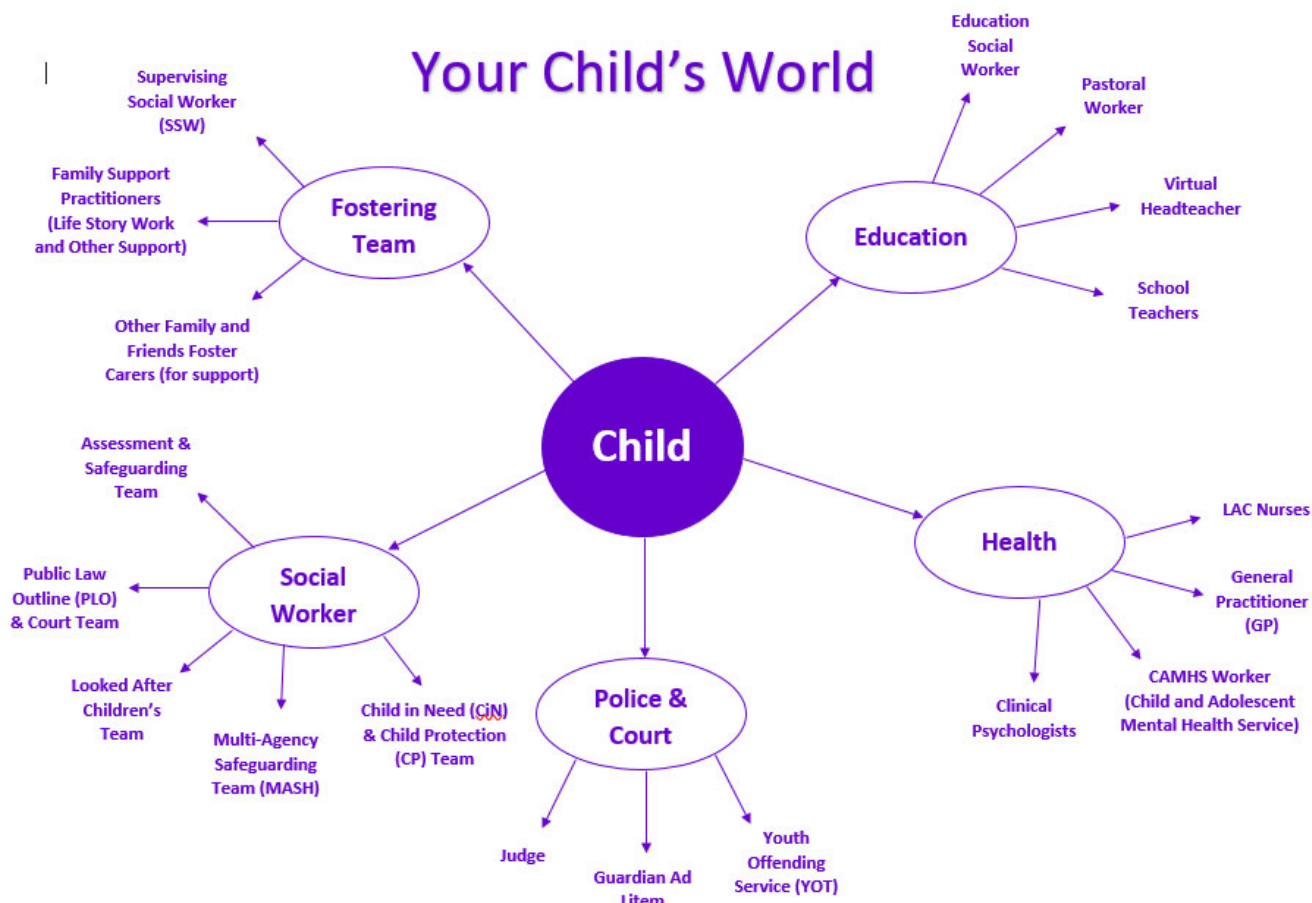 Your Child's World
Supervising
Social Worker
(SSW)
Family Support
Practitioners
(Life Story Work
and Other Support)
Other Family and
Friends Foster
Carers (for support)
Fostering
Team
Education
Social
Worker
Pastoral
Worker
Virtual
Headteacher
School
Teachers
Education
Child
Assessment &
Safeguarding
Team
Public Law
Outline (PLO)
& Court Team
Looked After
Children's
Team
Multi-Agency
Safeguarding
Team (MASH)
Child in Need (CiN)
& Child Protection
(CP) Team
Social
Worker
Police &
Court
Judge
Guardian Ad
Litem
Youth
Offending
Service (YOT)
Health
LAC Nurses
General
Practitioner
(GP)
CAMHS Worker
(Child and Adolescent
Mental Health Service)
Clinical
Psychologists